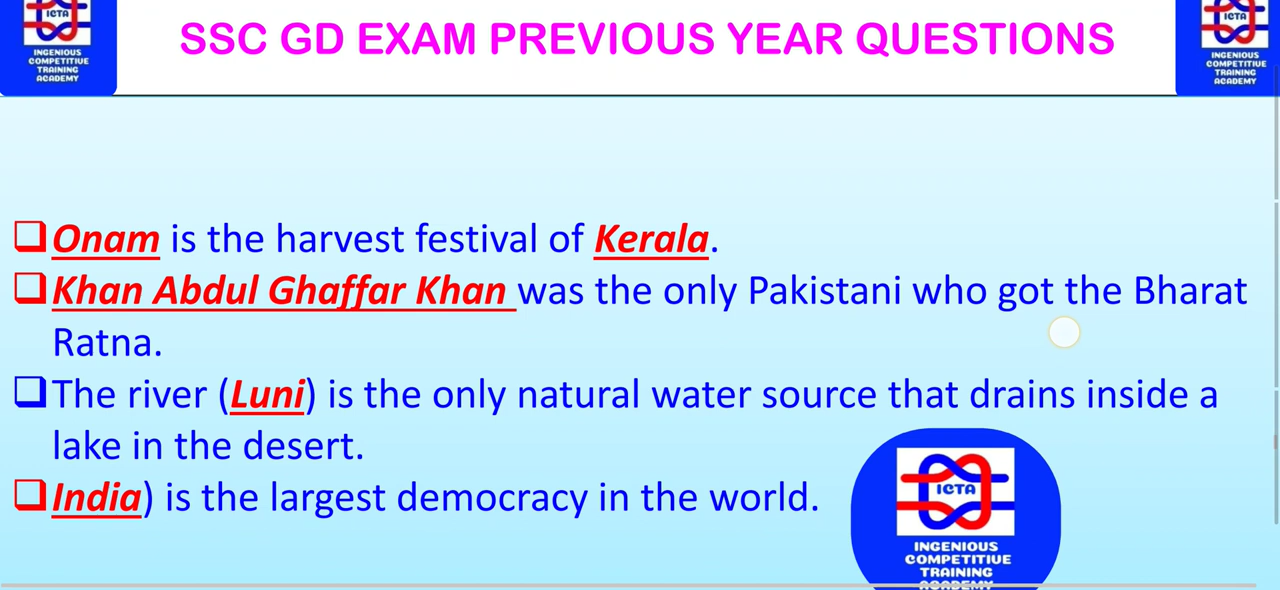 ICTA
INGENIOUS
COMPETITIVE
TRAINING
ACADEMY
SSC GD EXAM PREVIOUS YEAR QUESTIONS
ICTA
INGENIOUS
COMPETITIVE
TRAINING
ACADEMY
Onam is the harvest festival of Kerala.
Khan Abdul Ghaffar Khan was the only Pakistani who got the Bharat
Ratna.
The river (Luni) is the only natural water source that drains inside a
lake in the desert.
India) is the largest democracy in the world.
ICTA
INGENIOUS
COMPETITIVE
TRAINING
ACADEMY